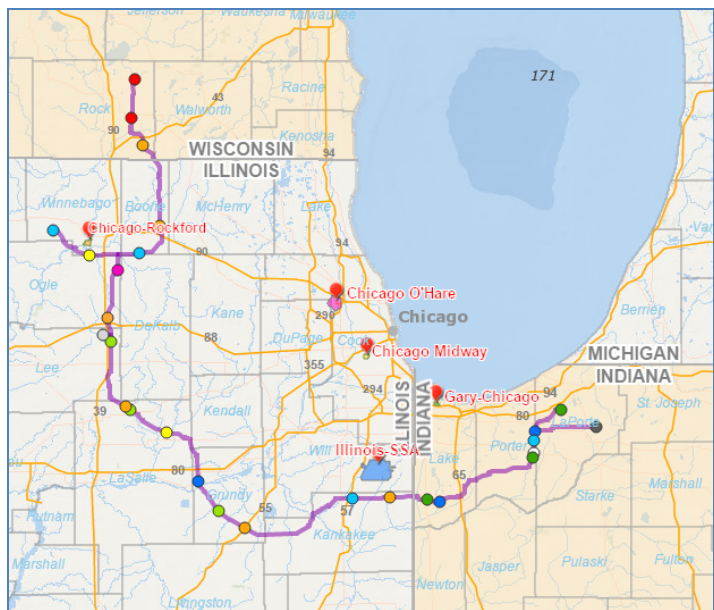 Jefferson
Waukesha
Milwaukee
171
Rock
Walworth
43
Racine
90
Kenosha
WISCONSIN
94
ILLINOIS
Winnebago
Boone
McHenry
Lake
Chicago-Rockford
94
90
Ogle
Chicago O'Hare
Kane
290
Chicago
DeKalb
88
DuPage
Cook
Chicago Midway
Berrien
MICHIGAN
INDIANA
Lee
355
294
ILLINOIS
INDIANA
Gary-Chicago
94
St. Joseph
39
Kendall
80
LaPorte
Will
Illinois-SSA
Lake
Porter
80
LaSalle
65
Marshall
Grundy
Starke
Putnam
55
57
Kankakee
Marshall
Livingston
Newton
Jasper
Pulaski
Fulton